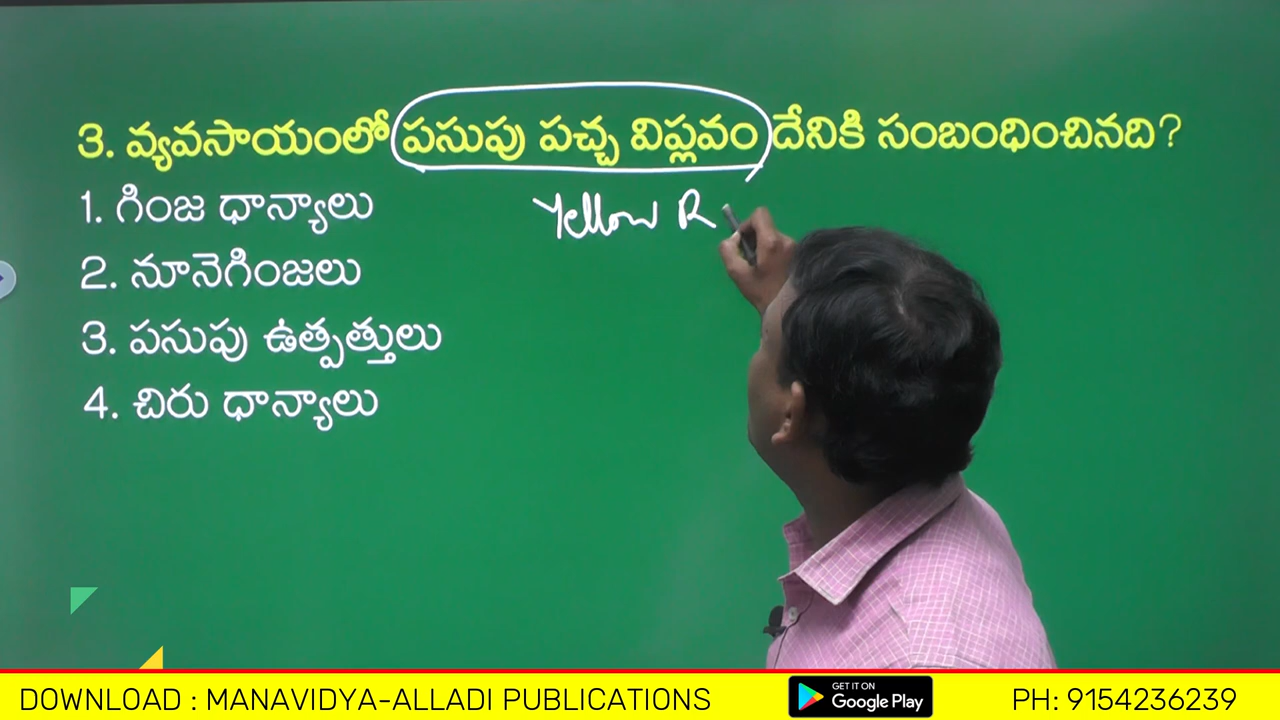 3. వ్యవసాయంలో పసుపు పచ్చ విప్లవం దేనికి సంబంధించినది?
Yellow R
1. గింజ ధాన్యాలు
2. నూనెగింజలు
3. పసుపు ఉత్పత్తులు
4. చిరు ధాన్యాలు
DOWNLOAD : MANAVIDYA-ALLADI PUBLICATIONS
GET IT ON
Google Play
PH: 9154236239